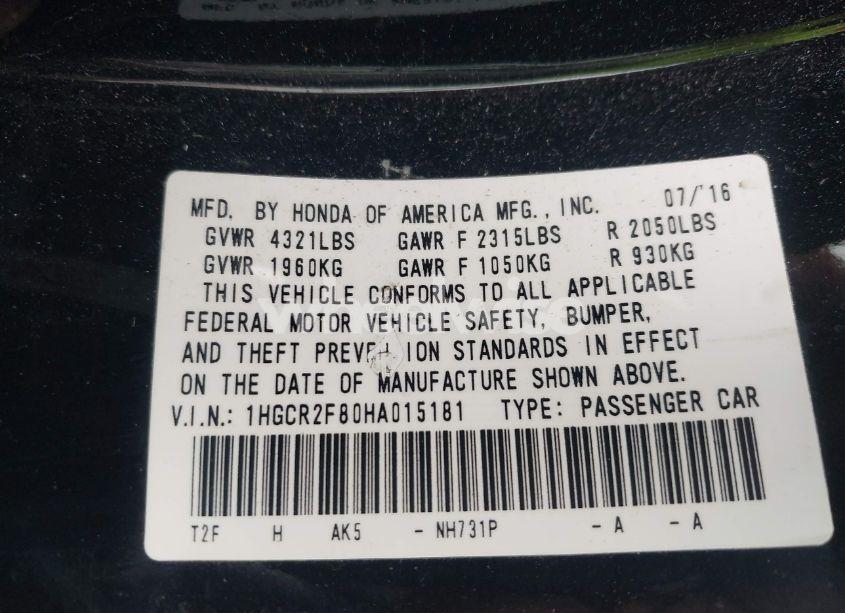 MFD. BY HONDA OF AMERICA MFG., INC. 07/'16
GVWR 4321LBS GAWR F 2315LBS R 2050LBS
GVWR 1960KG GAWR F 1050KG R 930KG
THIS VEHICLE CONFORMS TO ALL APPLICABLE
FEDERAL MOTOR VEHICLE SAFETY, BUMPER,
AND THEFT PREVENTION STANDARDS IN EFFECT
ON THE DATE OF MANUFACTURE SHOWN ABOVE.
V.I.N.: 1HGCR2F80HA015181 TYPE: PASSENGER CAR
T2F H AK5 - NH731P - A - A